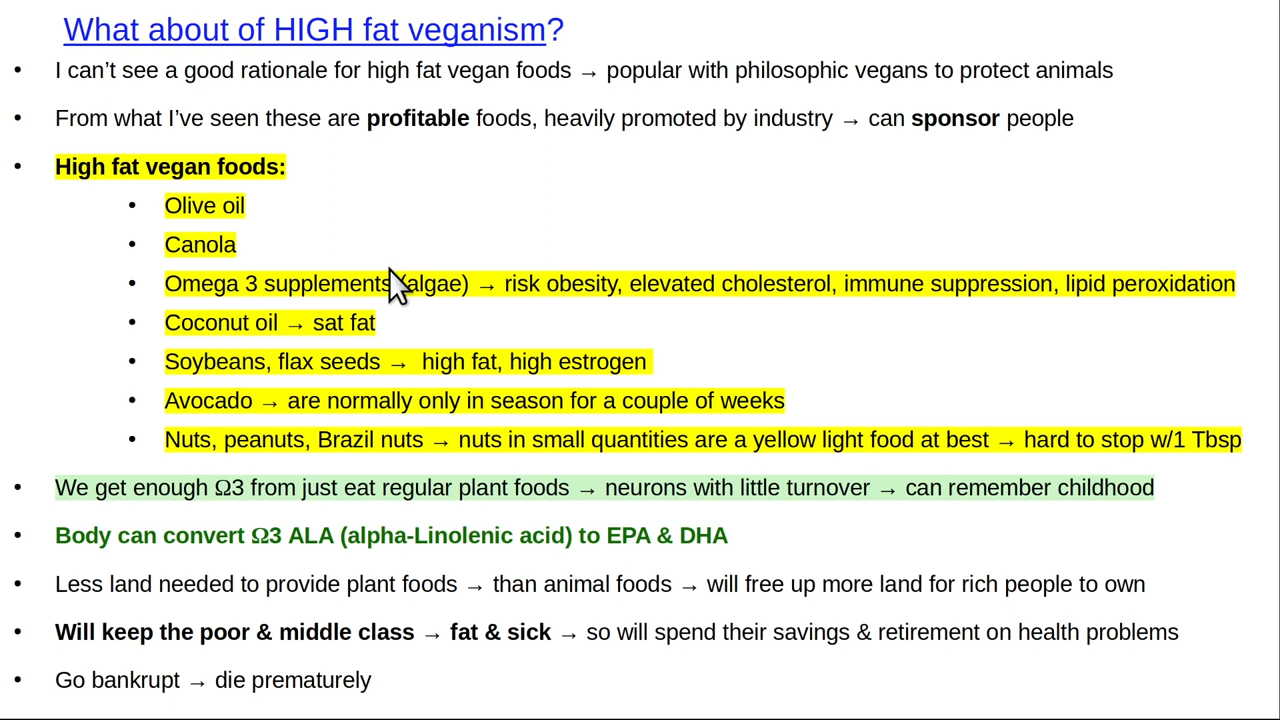 What about of HIGH fat veganism?
• I can’t see a good rationale for high fat vegan foods → popular with philosophic vegans to protect animals
• From what I’ve seen these are profitable foods, heavily promoted by industry → can sponsor people
• High fat vegan foods:
• Olive oil
• Canola
• Omega 3 supplements (algae) → risk obesity, elevated cholesterol, immune suppression, lipid peroxidation
• Coconut oil → sat fat
• Soybeans, flax seeds → high fat, high estrogen
• Avocado → are normally only in season for a couple of weeks
• Nuts, peanuts, Brazil nuts → nuts in small quantities are a yellow light food at best → hard to stop w/1 Tbsp
• We get enough Ω3 from just eat regular plant foods → neurons with little turnover → can remember childhood
• Body can convert Ω3 ALA (alpha-Linolenic acid) to EPA & DHA
• Less land needed to provide plant foods → than animal foods → will free up more land for rich people to own
• Will keep the poor & middle class → fat & sick → so will spend their savings & retirement on health problems
• Go bankrupt → die prematurely